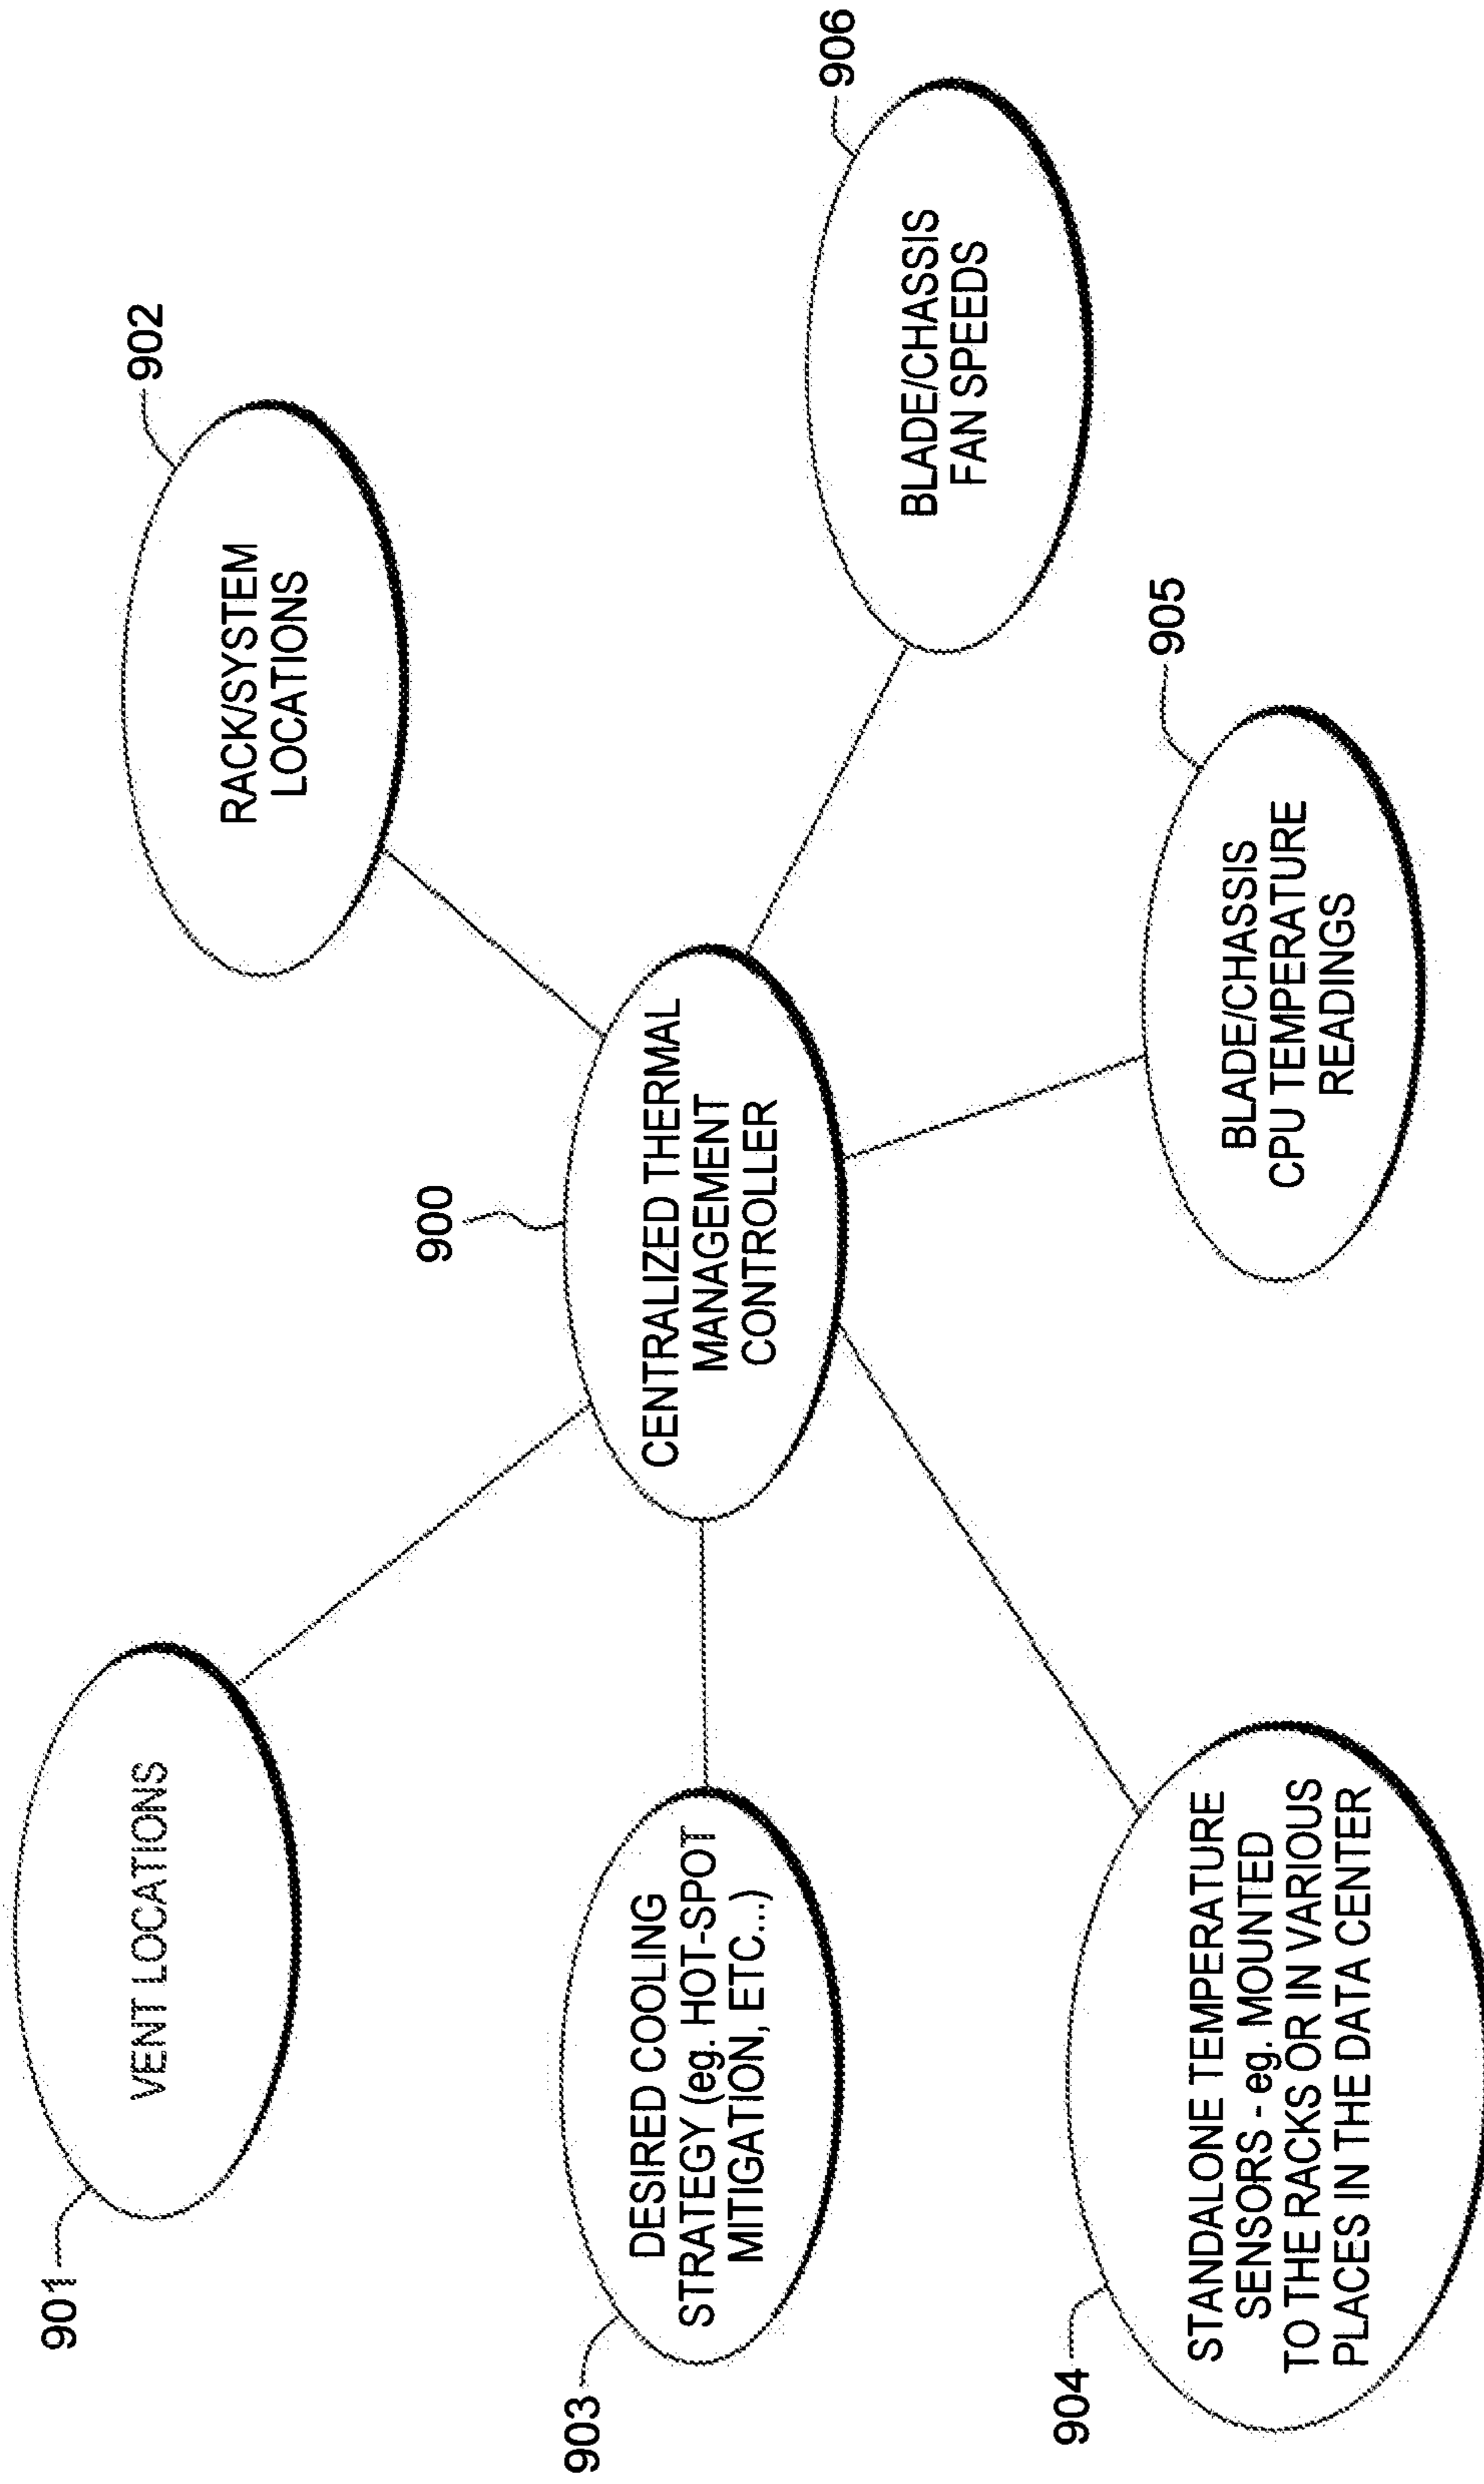 901
VENT LOCATIONS
902
RACK/SYSTEM
LOCATIONS
903
DESIRED COOLING
STRATEGY (eg. HOT-SPOT
MITIGATION, ETC...)
900
CENTRALIZED THERMAL
MANAGEMENT
CONTROLLER
906
BLADE/CHASSIS
FAN SPEEDS
904
STANDALONE TEMPERATURE
SENSORS - eg. MOUNTED
TO THE RACKS OR IN VARIOUS
PLACES IN THE DATA CENTER
905
BLADE/CHASSIS
CPU TEMPERATURE
READINGS